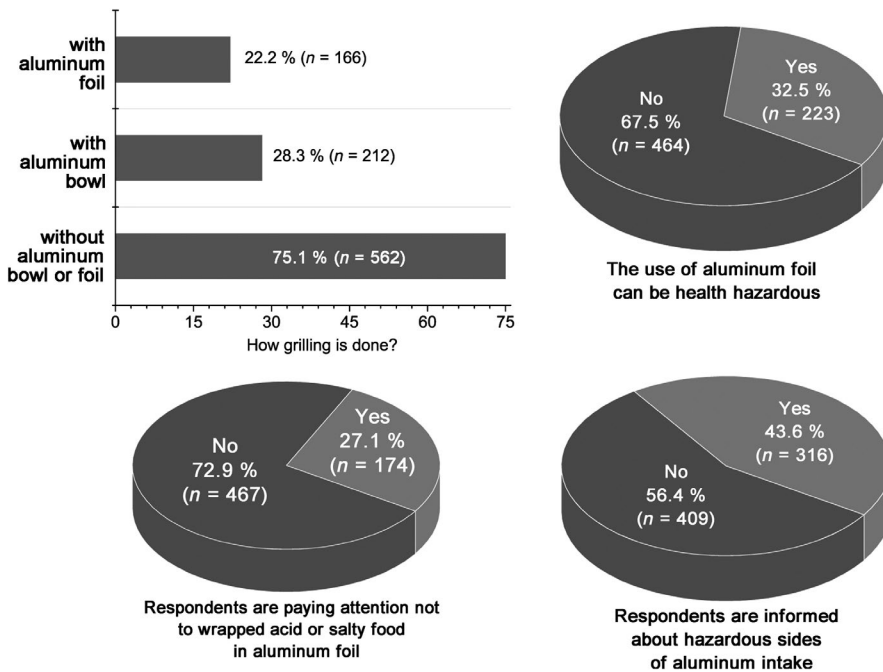 with
aluminum
foil
22.2 % (n = 166)
with
aluminum
bowl
28.3 % (n = 212)
without
aluminum
bowl or foil
75.1 % (n = 562)
0 15 30 45 60 75
How grilling is done?
No
67.5 %
(n = 464)
Yes
32.5 %
(n = 223)
The use of aluminum foil
can be health hazardous
No
72.9 %
(n = 467)
Yes
27.1 %
(n = 174)
Respondents are paying attention not
to wrapped acid or salty food
in aluminum foil
Yes
43.6 %
(n = 316)
No
56.4 %
(n = 409)
Respondents are informed
about hazardous sides
of aluminum intake